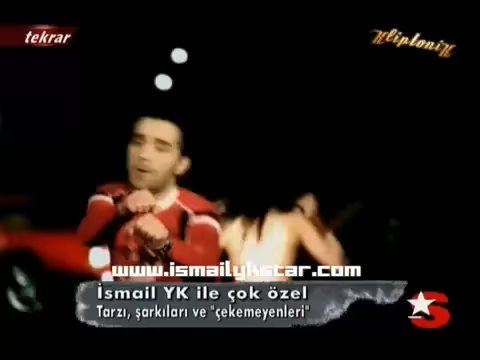 tekrar
KliptoniK
www.ismailykstar.com
İsmail YK ile çok özel
Tarzı, şarkıları ve "çekemeyenleri"
S